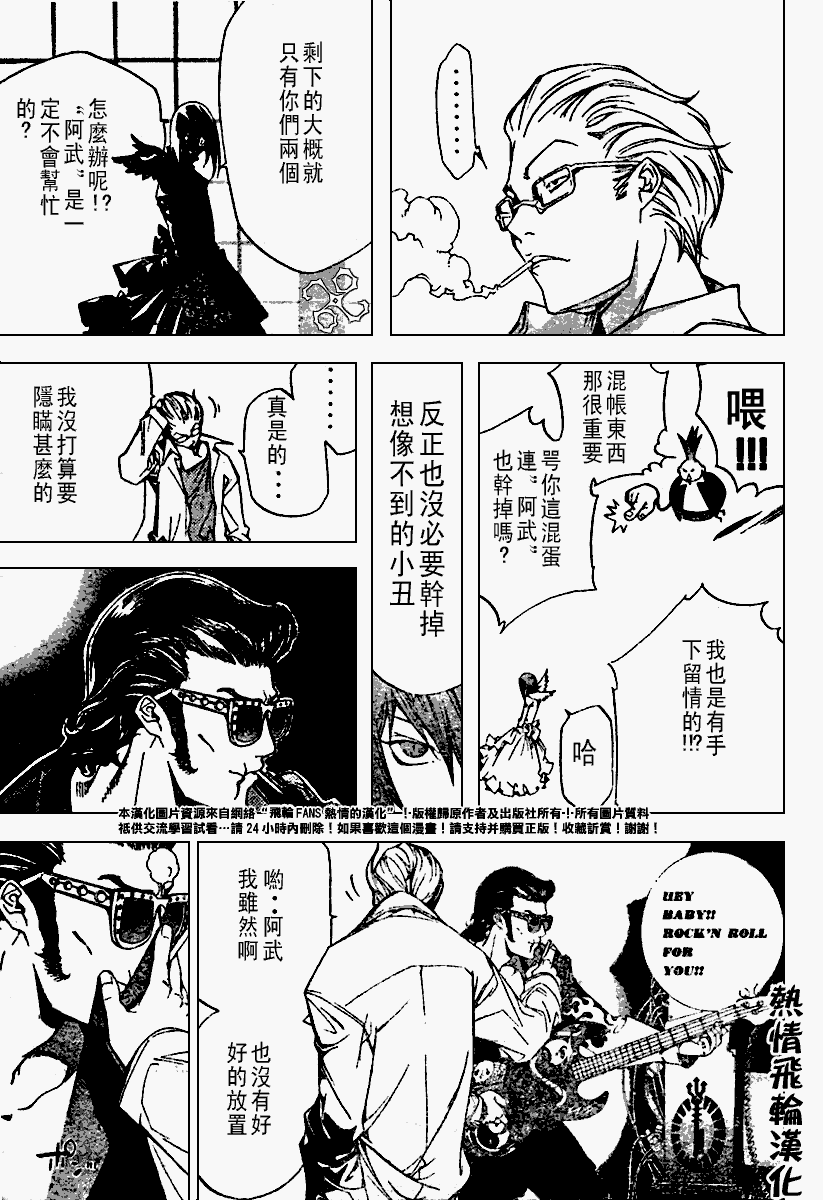 ‥‥‥
剩下的大概就
只有你們兩個
怎麼辦呢!?
“阿武”是一
定不會幫忙
的?
喂!!!
混帳東西
那很重要
咢你這混蛋
連”阿武”
也幹掉嗎?
我也是有手
下留情的!!?
哈
反正也沒必要幹掉
想像不到的小丑
‥‥‥
真是的‥‥
我沒打算要
隱瞞甚麼的
本漢化圖片資源來自網絡-“飛輪FANS熱情的漢化”-!-版權歸原作者及出版社所有-!-所有圖片質料
祇供交流學習試看…請24小時內刪除！如果喜歡這個漫畫！請支持并購買正版！收藏訢賞！謝謝！
HEY
BABY!!
ROCK'N ROLL
FOR
YOU!!
喲‥阿武
我雖然啊
也沒有好
好的放置
熱情飛輪漢化